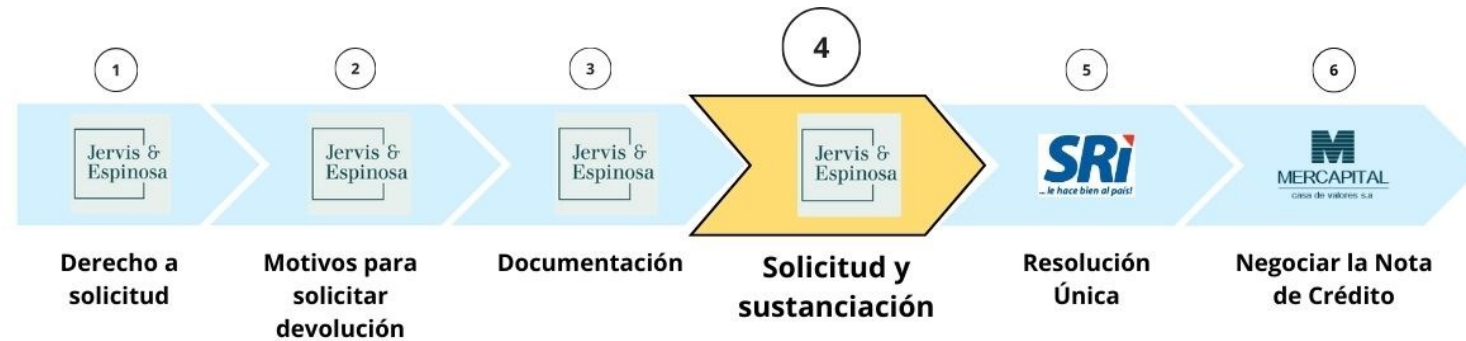 1
2
3
4
5
6
Jervis &
Espinosa
Jervis &
Espinosa
Jervis &
Espinosa
Jervis &
Espinosa
SRi
...le hace bien al país!
M
MERCAPITAL
casa de valores s.a
Derecho a
solicitud
Motivos para
solicitar
devolución
Documentación
Solicitud y
sustanciación
Resolución
Única
Negociar la Nota
de Crédito